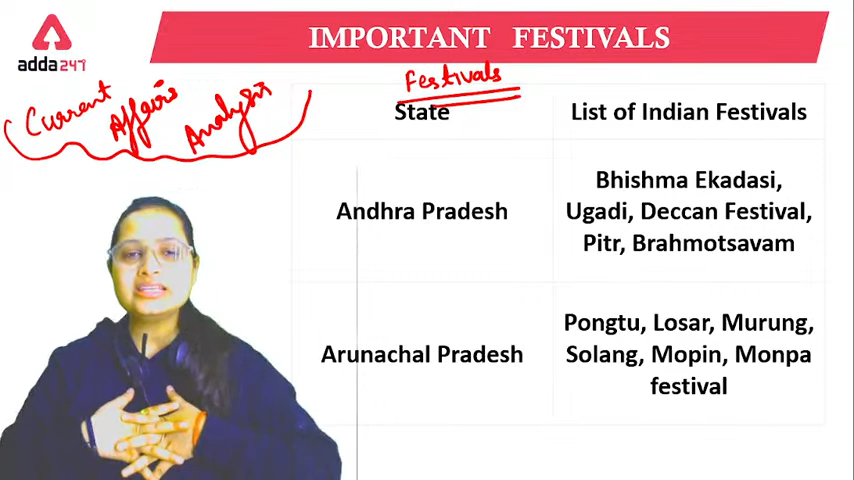 IMPORTANT FESTIVALS
adda247
Festivals
Current Affairs Analysis
State
List of Indian Festivals
Andhra Pradesh
Bhishma Ekadasi,
Ugadi, Deccan Festival,
Pitr, Brahmotsavam
Arunachal Pradesh
Pongtu, Losar, Murung,
Solang, Mopin, Monpa
festival